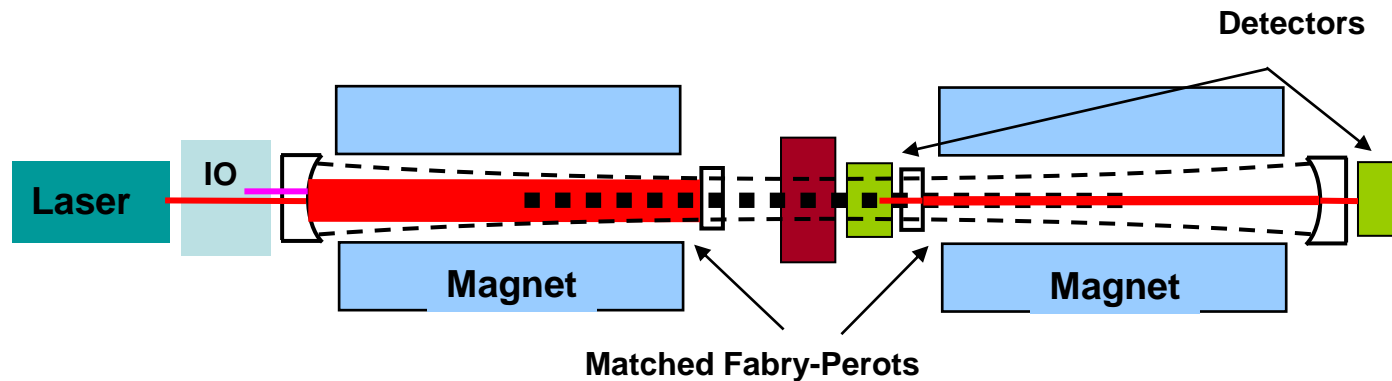 Detectors
IO
Laser
Magnet
Magnet
Matched Fabry-Perots